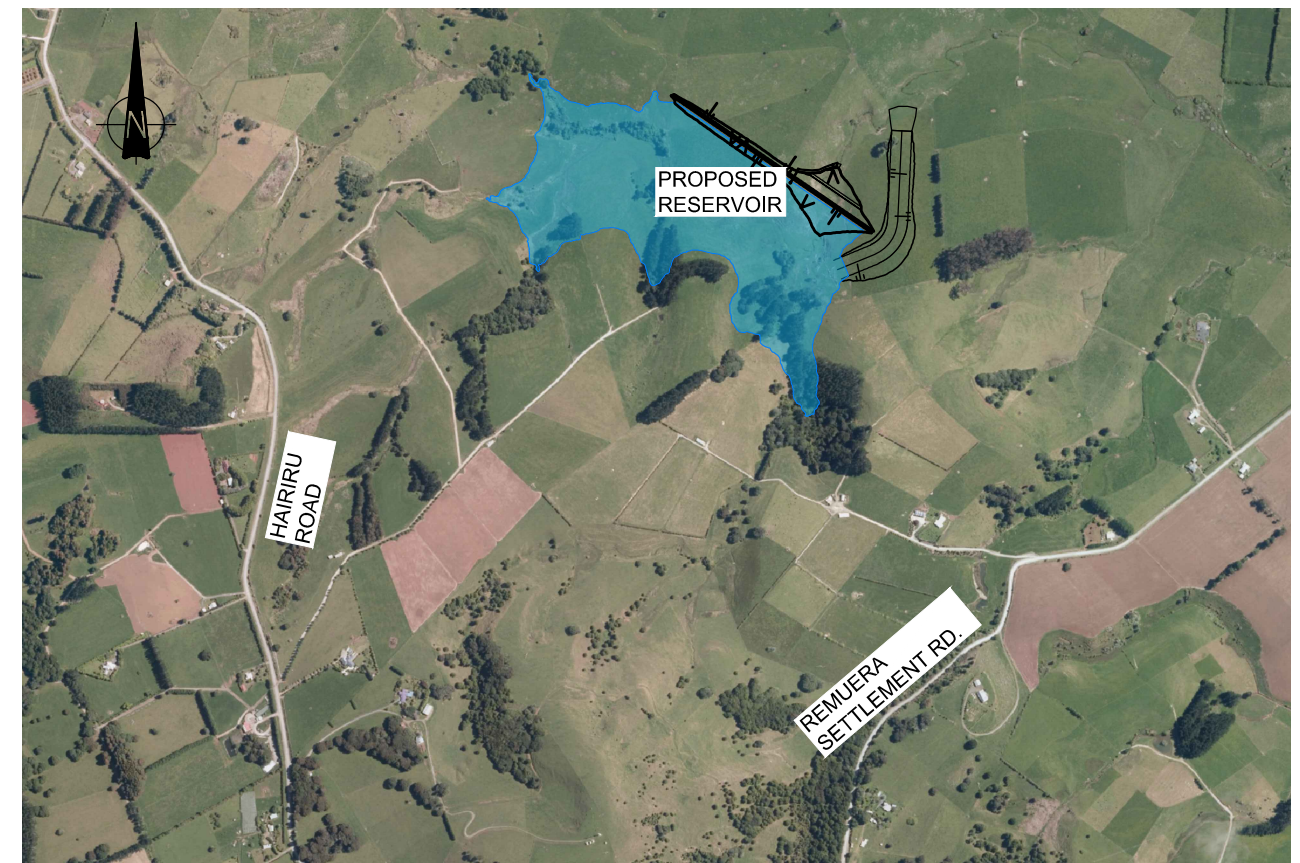 N
PROPOSED
RESERVOIR
HAIRIRU
ROAD
REMUERA
SETTLEMENT RD.